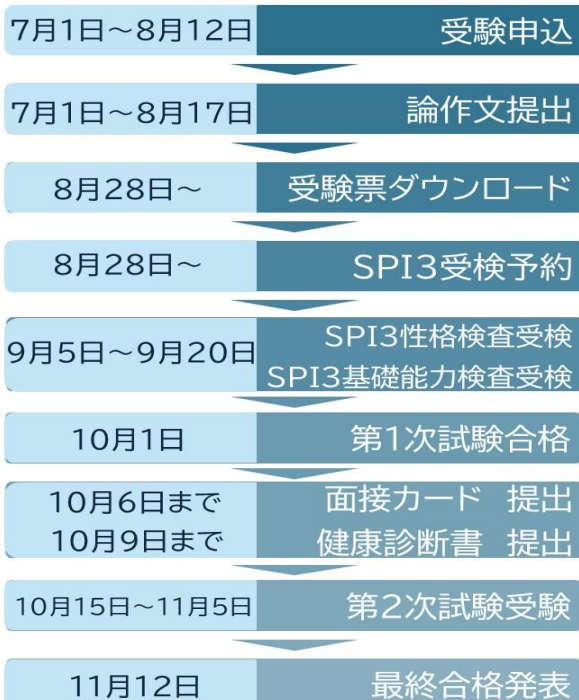 7月1日～8月12日 受験申込
7月1日～8月17日 論作文提出
8月28日～ 受験票ダウンロード
8月28日～ SPI3受検予約
9月5日～9月20日 SPI3性格検査受検
SPI3基礎能力検査受検
10月1日 第1次試験合格
10月6日まで 面接カード 提出
10月9日まで 健康診断書 提出
10月15日～11月5日 第2次試験受験
11月12日 最終合格発表